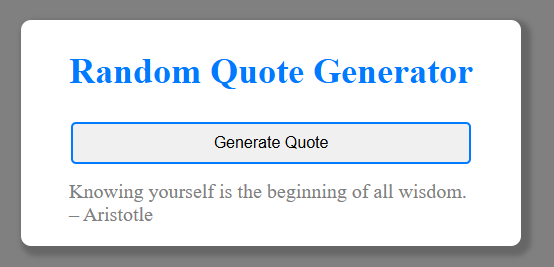 Random Quote Generator
Generate Quote
Knowing yourself is the beginning of all wisdom.
– Aristotle